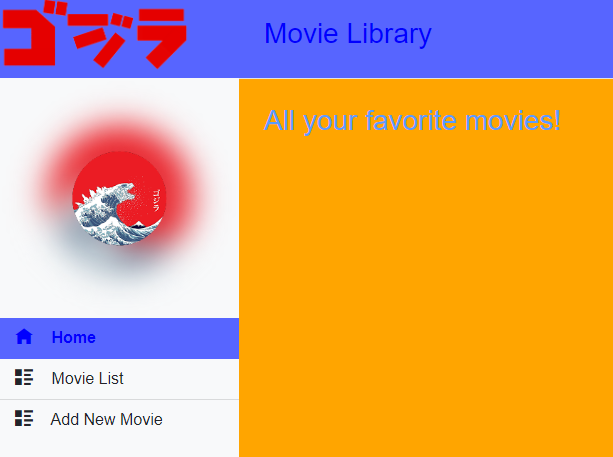 ゴジラ
Movie Library
All your favorite movies!
ゴジラ
Home
Movie List
Add New Movie